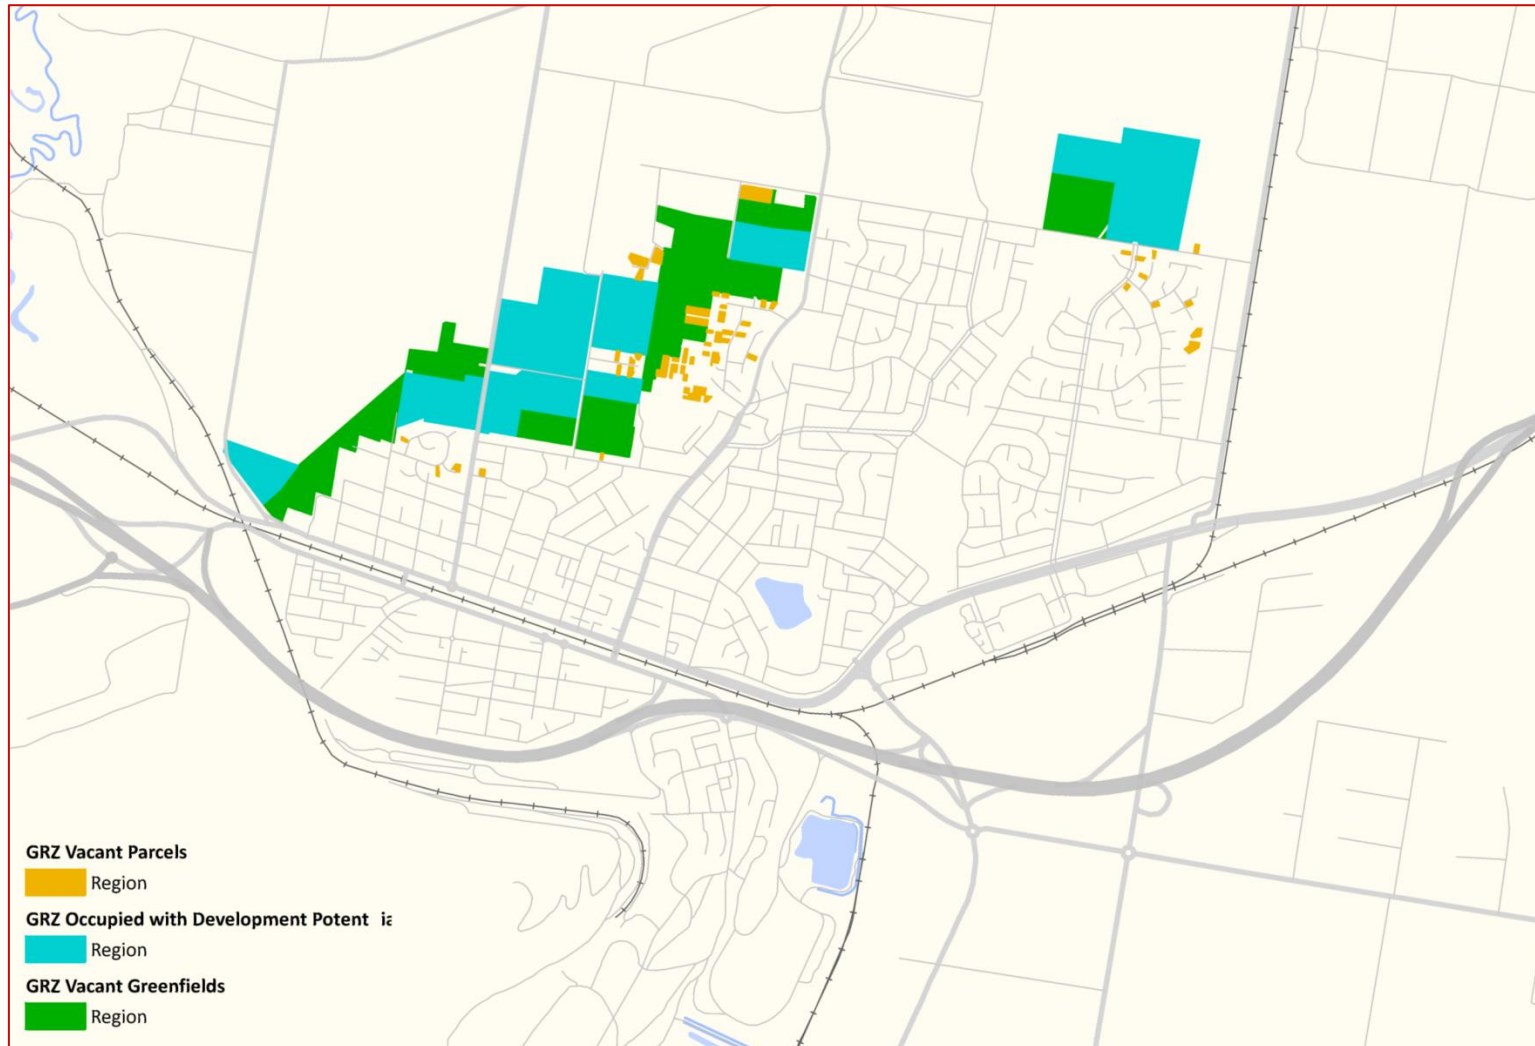 GRZ Vacant Parcels
Region
GRZ Occupied with Development Potent ia
Region
GRZ Vacant Greenfields
Region